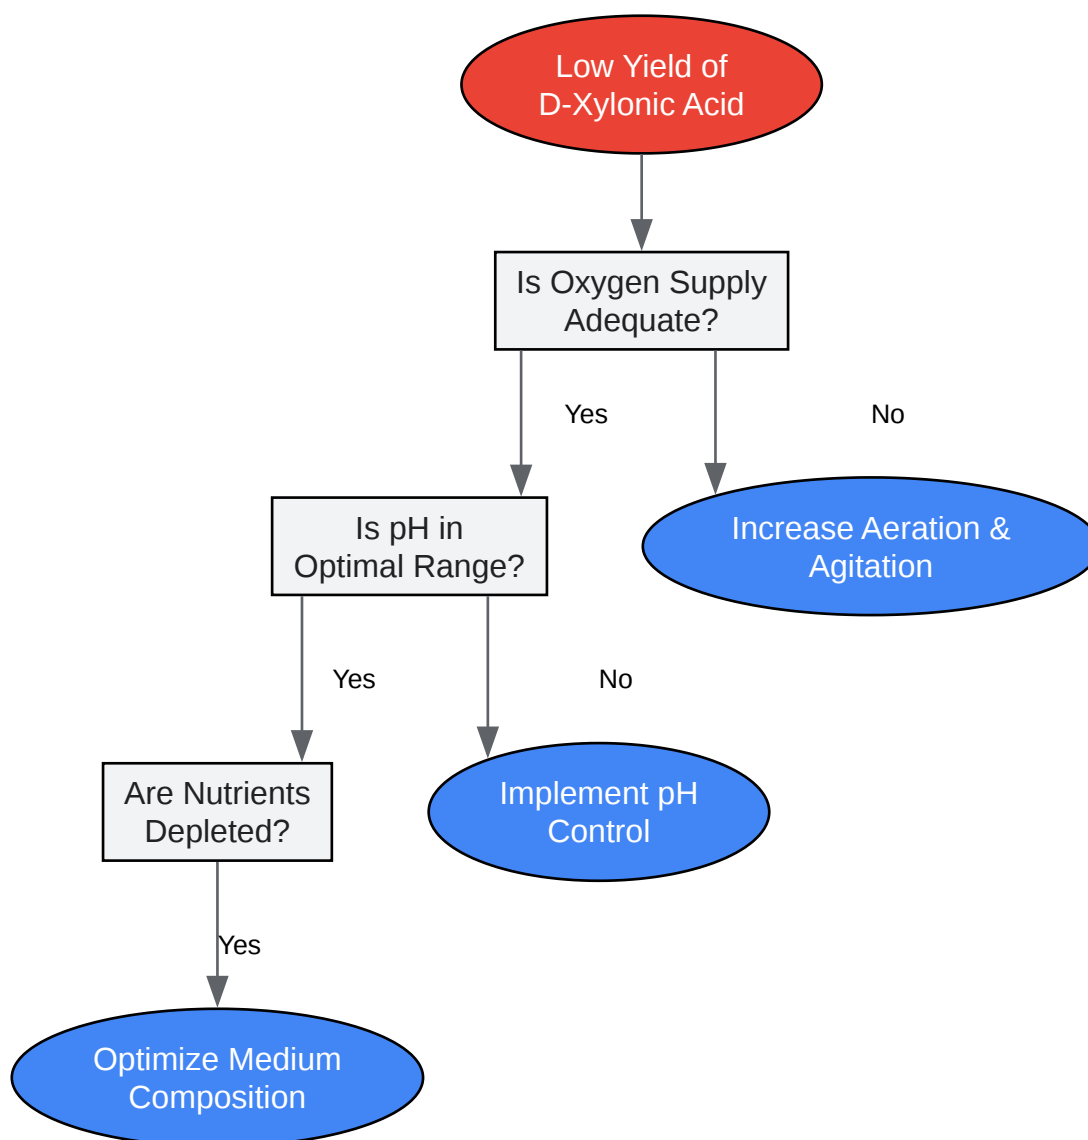 Low Yield of
D-Xylonic Acid
Is Oxygen Supply
Adequate?
Yes
No
Is pH in
Optimal Range?
Increase Aeration &
Agitation
Yes
No
Are Nutrients
Depleted?
Implement pH
Control
Yes
Optimize Medium
Composition